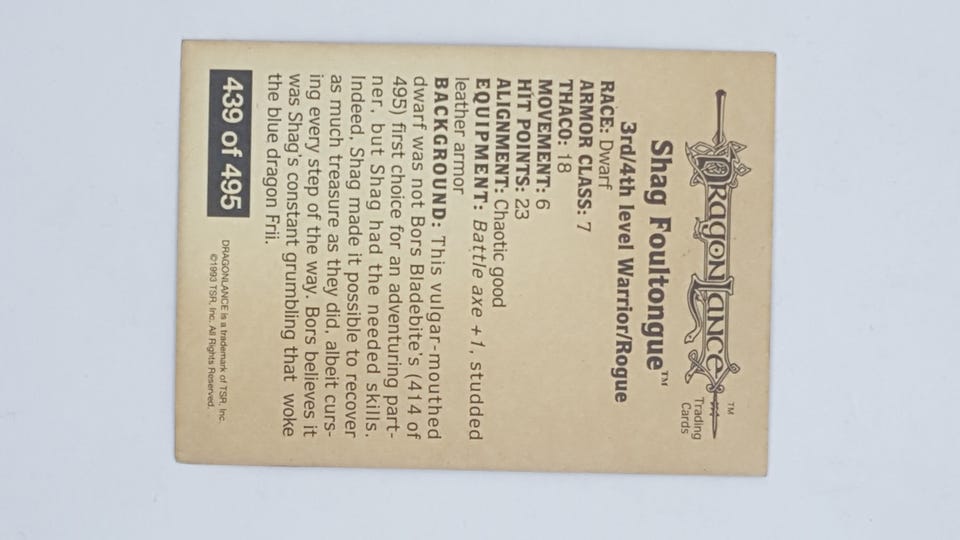 DRAGONLANCE™
Trading
Cards
Shag Foultongue™
3rd/4th level Warrior/Rogue
RACE: Dwarf
ARMOR CLASS: 7
THACO: 18
MOVEMENT: 6
HIT POINTS: 23
ALIGNMENT: Chaotic good
EQUIPMENT: Battle axe +1, studded
leather armor
BACKGROUND: This vulgar-mouthed
dwarf was not Bors Bladebite's (414 of
495) first choice for an adventuring part-
ner, but Shag had the needed skills.
Indeed, Shag made it possible to recover
as much treasure as they did, albeit curs-
ing every step of the way. Bors believes it
was Shag's constant grumbling that woke
the blue dragon Frii.
439 of 495
DRAGONLANCE is a trademark of TSR, Inc.
©1993 TSR, Inc. All Rights Reserved.